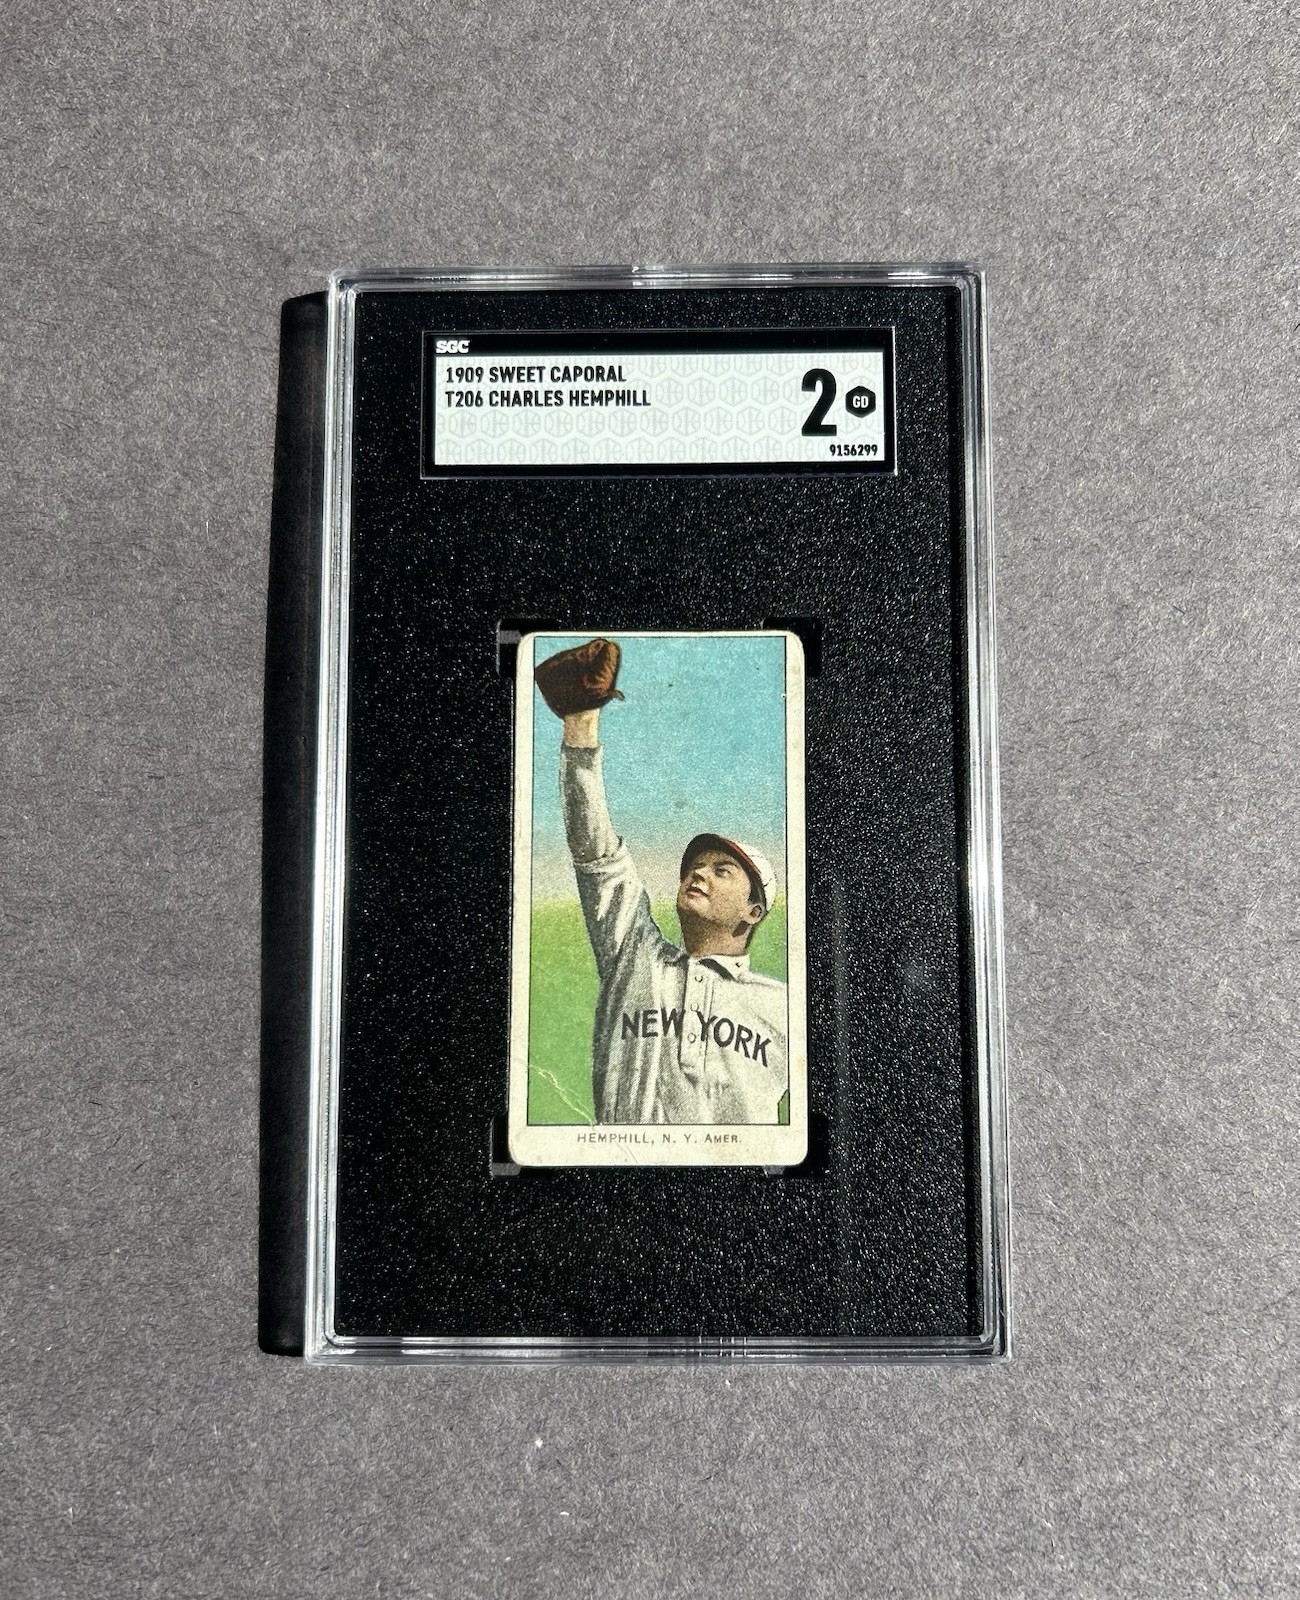 SGC
1909 SWEET CAPORAL
T206 CHARLES HEMPHILL
2 GD
9156299
NEW YORK
HEMPHILL, N. Y. AMER.